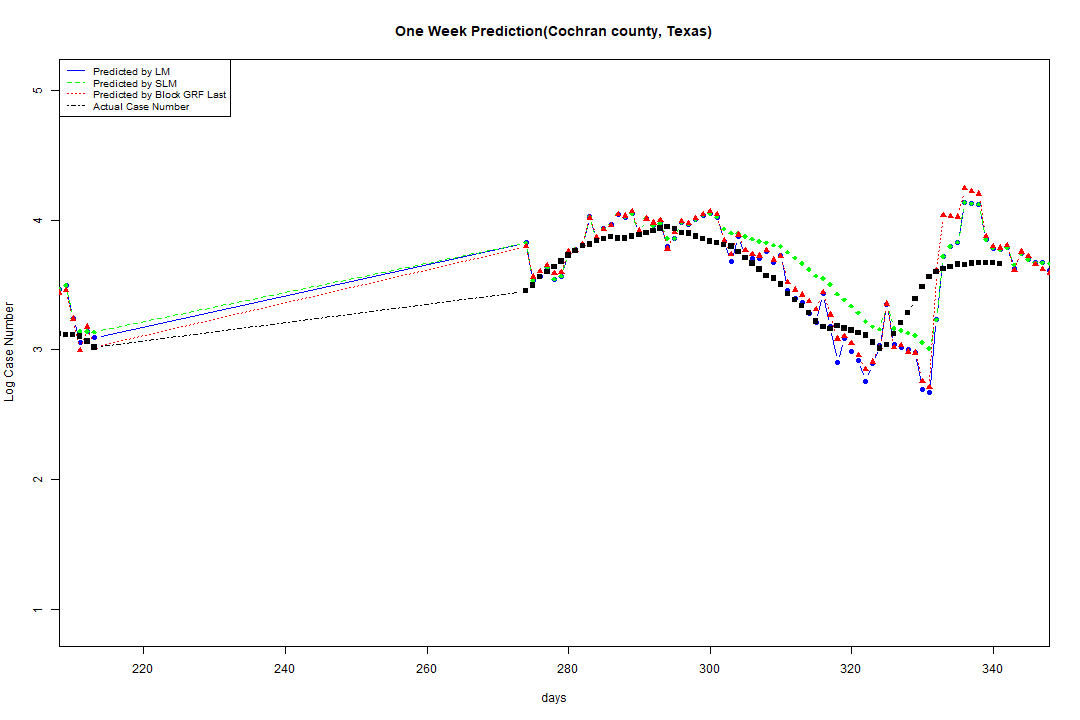 One Week Prediction(Cochran county, Texas)
Predicted by LM
Predicted by SLM
Predicted by Block GRF Last
Actual Case Number
5
4
3
2
1
Log Case Number
220 240 260 280 300 320 340
days